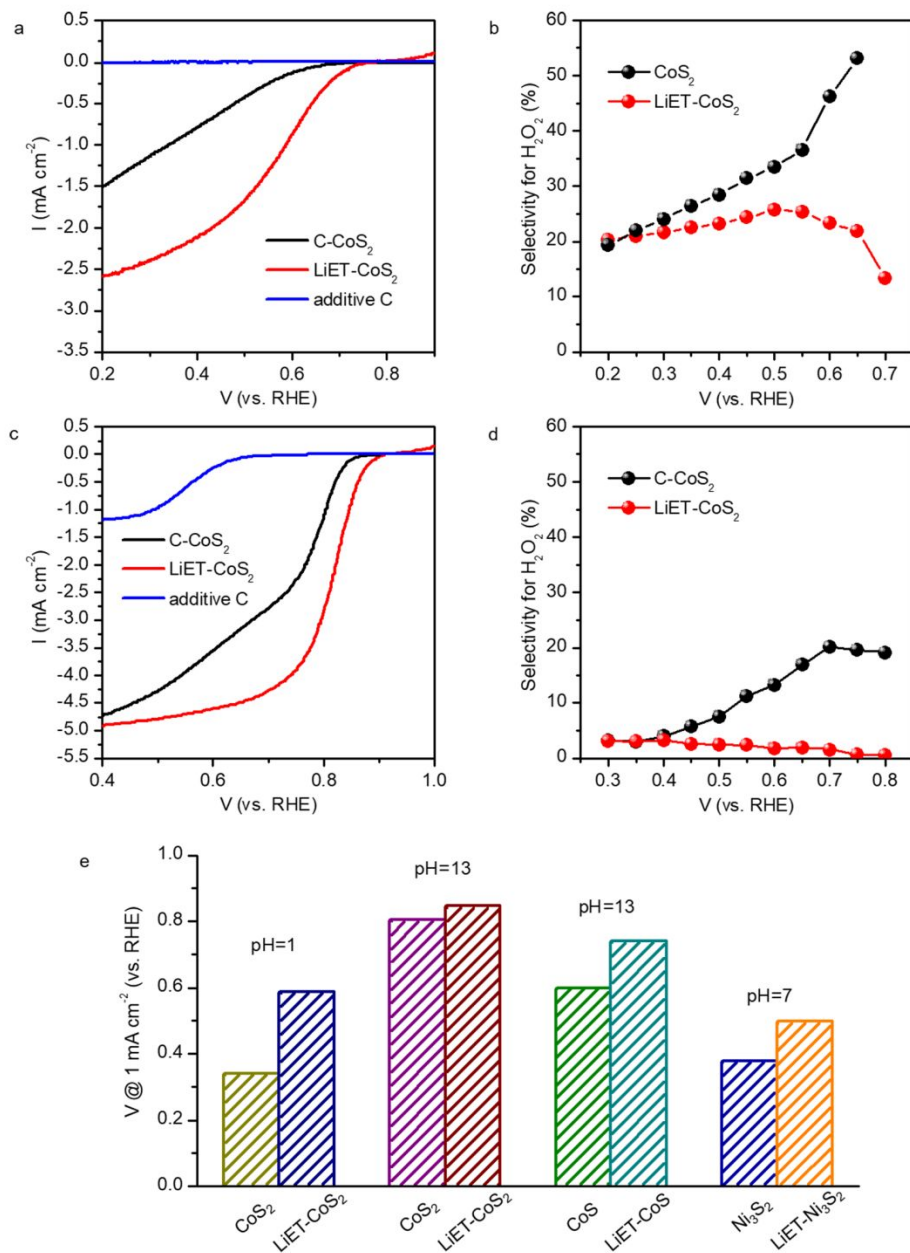 a
0.5
0.0
-0.5
-1.0
-1.5
-2.0
-2.5
-3.0
-3.5
I (mA cm⁻²)
C-CoS₂
LiET-CoS₂
additive C
0.2 0.4 0.6 0.8
V (vs. RHE)
b
60
50
40
30
20
10
0
Selectivity for H₂O₂ (%)
CoS₂
LiET-CoS₂
0.2 0.3 0.4 0.5 0.6 0.7
V (vs. RHE)
c
0.5
0.0
-0.5
-1.0
-1.5
-2.0
-2.5
-3.0
-3.5
-4.0
-4.5
-5.0
-5.5
I (mA cm⁻²)
C-CoS₂
LiET-CoS₂
additive C
0.4 0.6 0.8 1.0
V (vs. RHE)
d
60
50
40
30
20
10
0
Selectivity for H₂O₂ (%)
C-CoS₂
LiET-CoS₂
0.3 0.4 0.5 0.6 0.7 0.8
V (vs. RHE)
e
1.0
0.8
0.6
0.4
0.2
0.0
V @ 1 mA cm⁻² (vs. RHE)
pH=1
pH=13
pH=13
pH=7
CoS₂
LiET-CoS₂
CoS₂
LiET-CoS₂
CoS
LiET-CoS
Ni₃S₂
LiET-Ni₃S₂